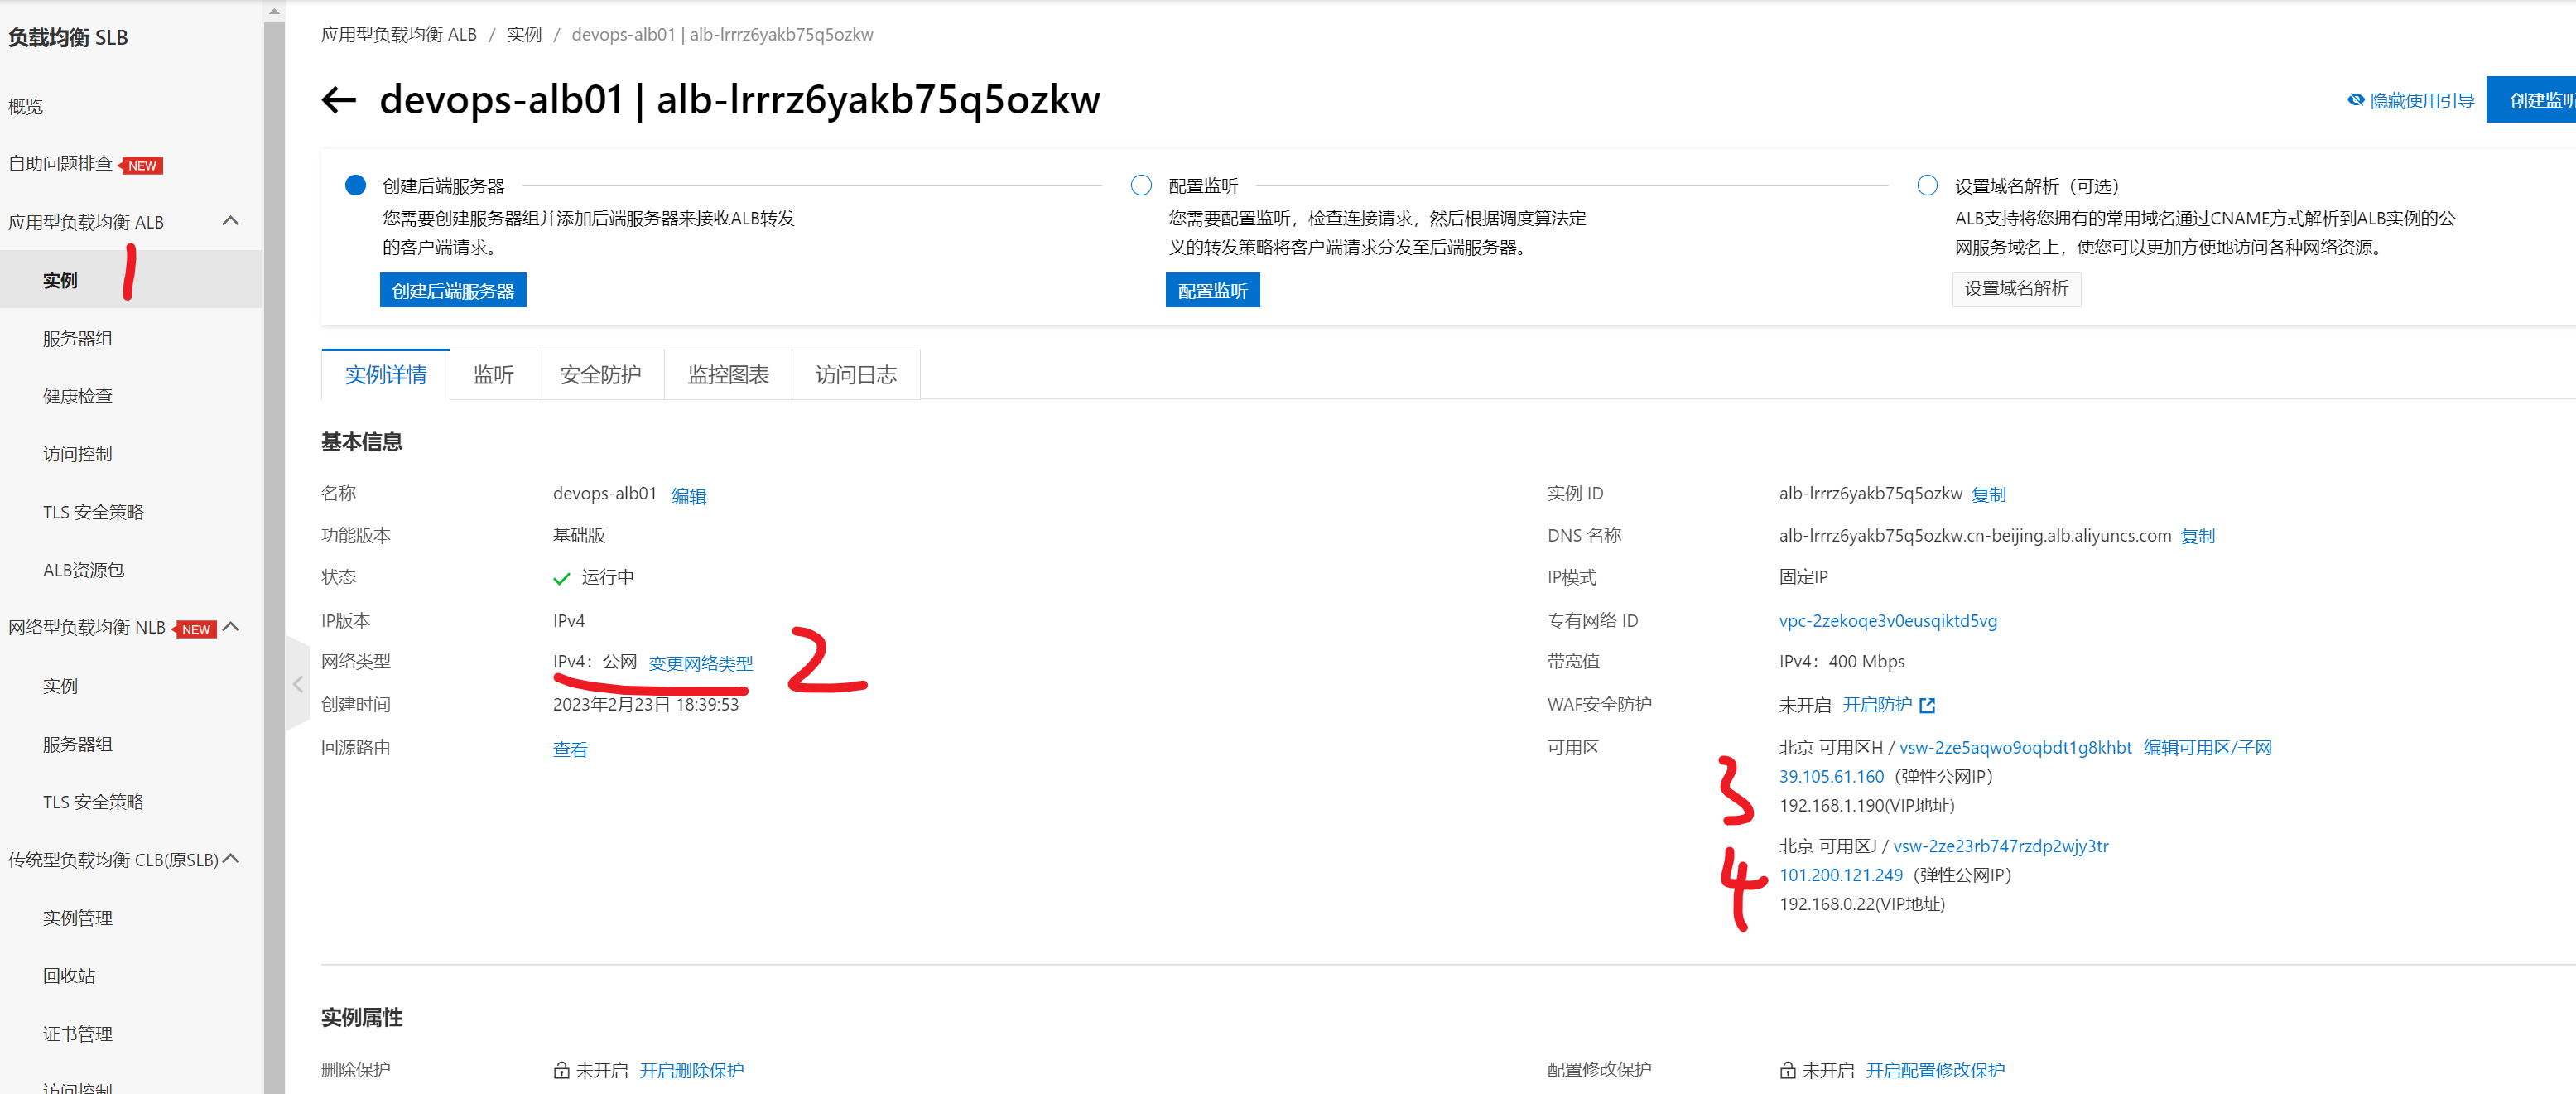 负载均衡 SLB
概览
自助问题排查 NEW
应用型负载均衡 ALB
实例
1
服务器组
健康检查
访问控制
TLS 安全策略
ALB资源包
网络型负载均衡 NLB NEW
实例
服务器组
TLS 安全策略
传统型负载均衡 CLB(原SLB)
实例管理
回收站
证书管理
访问控制
应用型负载均衡 ALB / 实例 / devops-alb01 | alb-lrrrz6yakb75q5ozkw
devops-alb01 | alb-lrrrz6yakb75q5ozkw
隐藏使用引导
创建监听
创建后端服务器
您需要创建服务器组并添加后端服务器来接收ALB转发
的客户端请求。
创建后端服务器
配置监听
您需要配置监听，检查连接请求，然后根据调度算法定
义的转发策略将客户端请求分发至后端服务器。
配置监听
设置域名解析（可选）
ALB支持将您拥有的常用域名通过CNAME方式解析到ALB实例的公
网服务域名上，使您可以更加方便地访问各种网络资源。
设置域名解析
实例详情 监听 安全防护 监控图表 访问日志
基本信息
名称 devops-alb01 编辑
功能版本 基础版
状态 运行中
IP版本 IPv4
网络类型 IPv4：公网 变更网络类型
2
创建时间 2023年2月23日 18:39:53
回源路由 查看
实例 ID alb-lrrrz6yakb75q5ozkw 复制
DNS 名称 alb-lrrrz6yakb75q5ozkw.cn-beijing.alb.aliyuncs.com 复制
IP模式 固定IP
专有网络 ID vpc-2zekoqe3v0eusqiktd5vg
带宽值 IPv4：400 Mbps
WAF安全防护 未开启 开启防护
可用区 北京 可用区H / vsw-2ze5aqwo9oqbdt1g8khbt 编辑可用区/子网
3
39.105.61.160（弹性公网IP）
192.168.1.190(VIP地址)
北京 可用区J / vsw-2ze23rb747rzdp2wjy3tr
4
101.200.121.249（弹性公网IP）
192.168.0.22(VIP地址)
实例属性
删除保护 未开启 开启删除保护
配置修改保护 未开启 开启配置修改保护